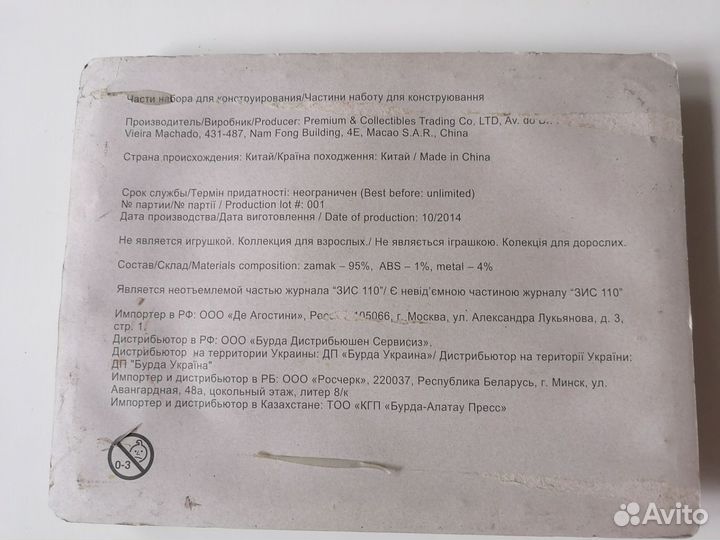 Части набора для конструирования/Частини наботу для конструювання
Производитель/Виробник/Producer: Premium & Collectibles Trading Co. LTD, Av. do
Vieira Machado, 431-487, Nam Fong Building, 4E, Macao S.A.R., China
Страна происхождения: Китай/Країна походження: Китай / Made in China
Срок службы/Термін придатності: неограничен (Best before: unlimited)
№ партии/№ партії / Production lot #: 001
Дата производства/Дата виготовлення / Date of production: 10/2014
Не является игрушкой. Коллекция для взрослых./ Не является іграшкою. Колекція для дорослих.
Состав/Склад/Materials composition: zamak – 95%, ABS – 1%, metal – 4%
Является неотъемлемой частью журнала “ЗИС 110”/ Є невід’ємною частиною журналу “ЗИС 110”
Импортер в РФ: ООО «Де Агостини», 105066, г. Москва, ул. Александра Лукьянова, д. 3,
стр. 1.
Дистрибьютор в РФ: ООО «Бурда Дистрибьюшен Сервисиз».
Дистрибьютор на территории Украины: ДП «Бурда Украина»/ Дистрибьютор на території України:
ДП "Бурда Україна"
Импортер и дистрибьютор в РБ: ООО «Росчерк», 220037, Республика Беларусь, г. Минск, ул.
Авангардная, 48а, цокольный этаж, литер 8/к
Импортер и дистрибьютор в Казахстане: ТОО «КГП «Бурда-Алатау Пресс»
0-3
Avito